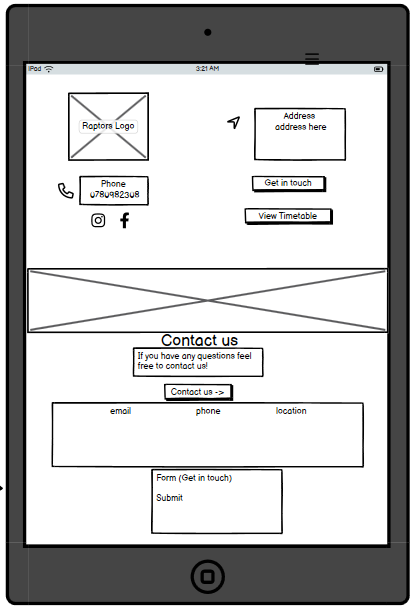 iPad
3:21 AM
Raptors Logo
Address
address here
Phone
0780982308
Get in touch
View Timetable
Contact us
If you have any questions feel
free to contact us!
Contact us ->
email phone location
Form (Get in touch)
Submit